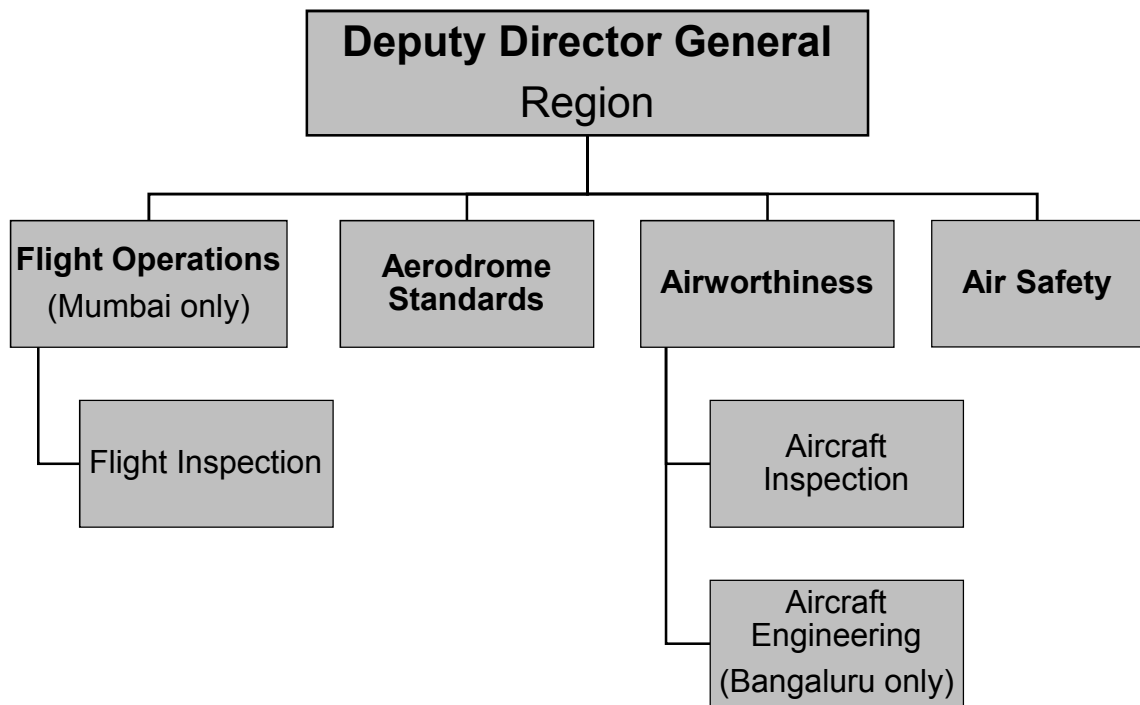 Deputy Director General
Region
Flight Operations
(Mumbai only)
Aerodrome
Standards
Airworthiness
Air Safety
Flight Inspection
Aircraft
Inspection
Aircraft
Engineering
(Bangaluru only)